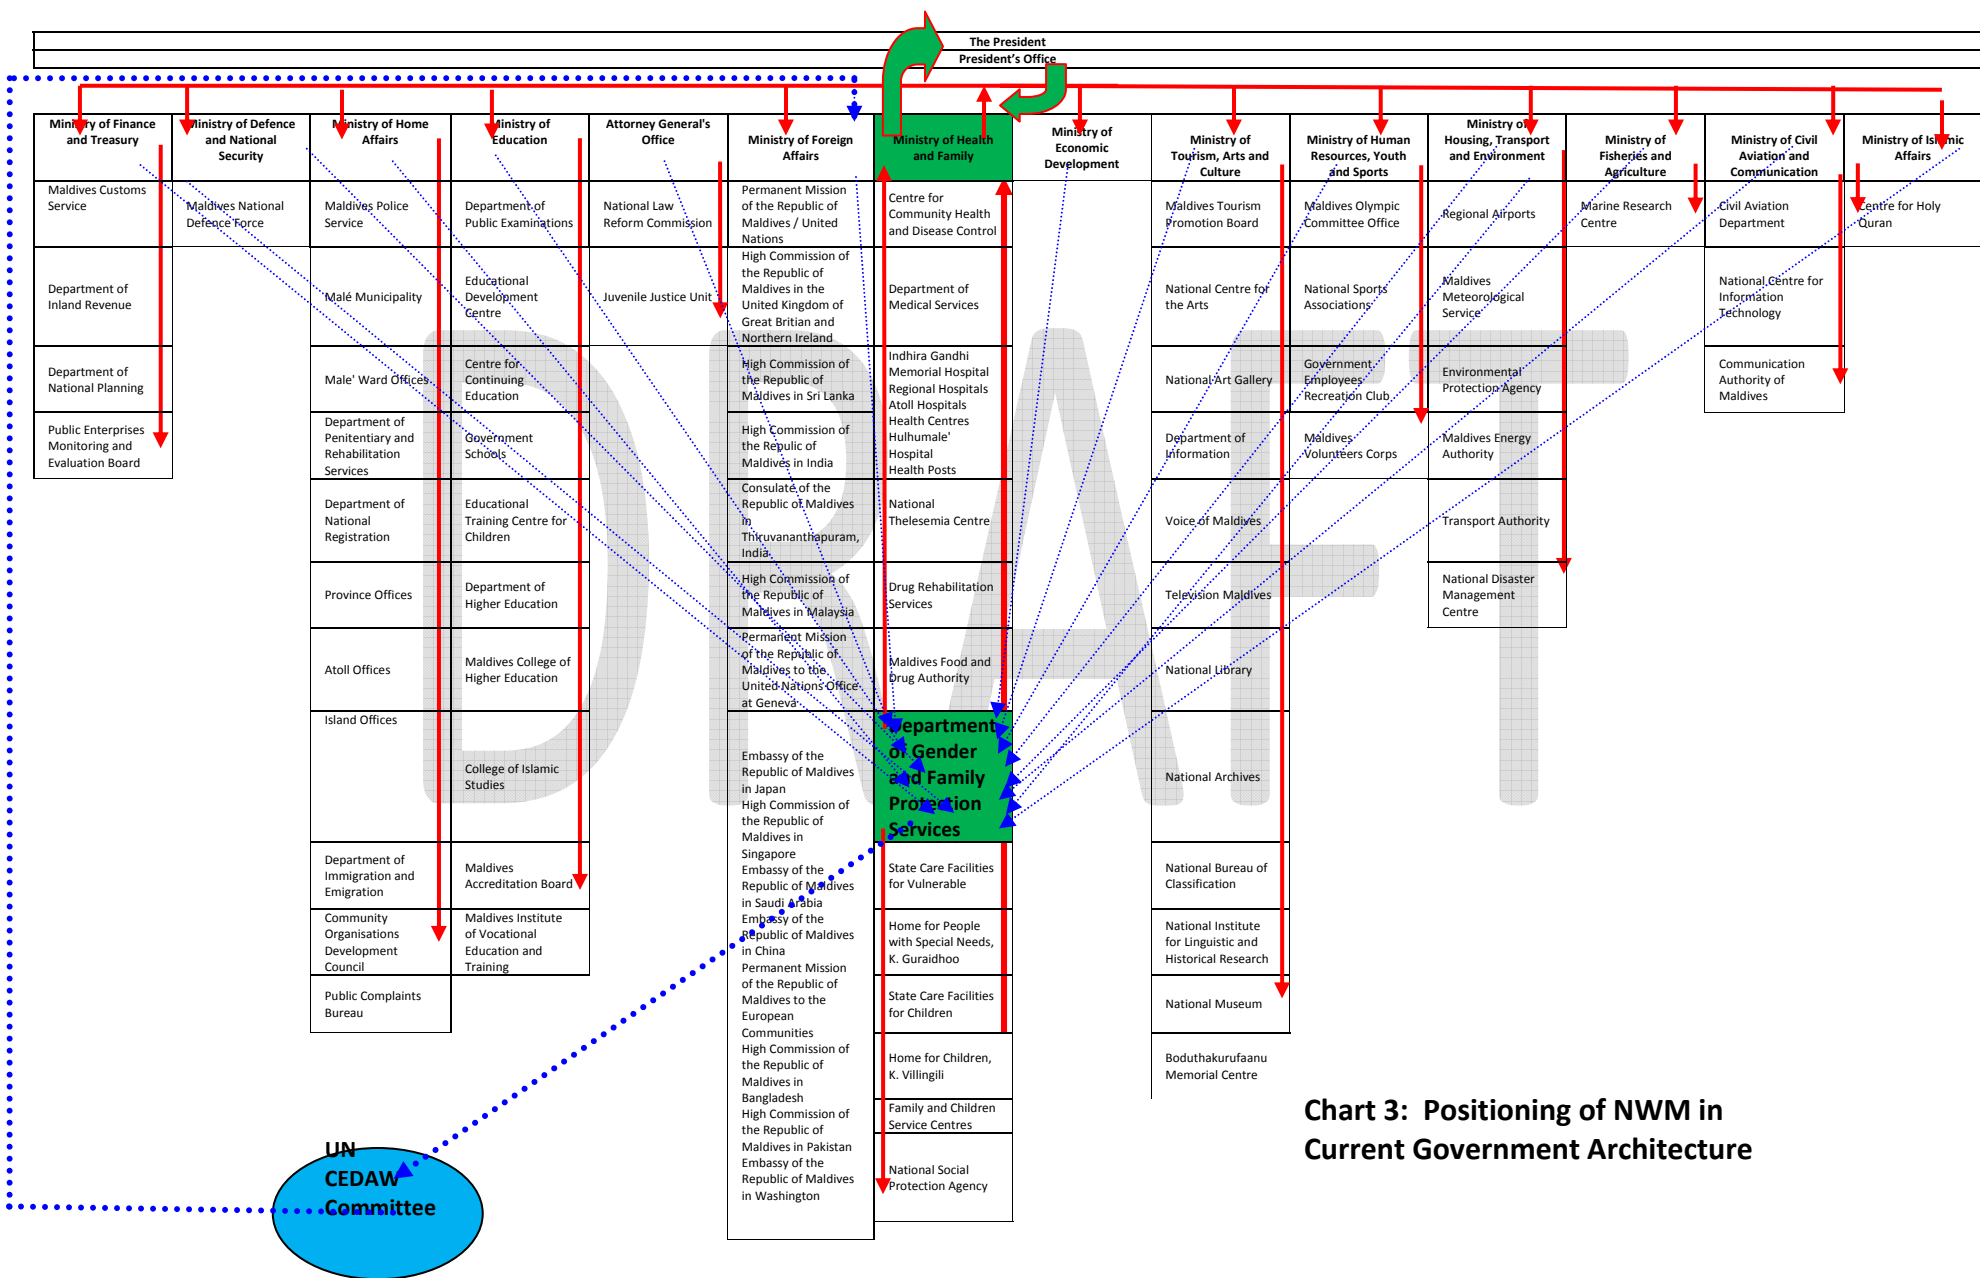 The President
President's Office
Ministry of Finance
and Treasury
Maldives Customs
Service
Department of
Inland Revenue
Department of
National Planning
Public Enterprises
Monitoring and
Evaluation Board
Ministry of Defence
and National
Security
Maldives National
Defence Force
Ministry of Home
Affairs
Maldives Police
Service
Malé Municipality
Male' Ward Offices
Department of
Penitentiary and
Rehabilitation
Services
Department of
National
Registration
Province Offices
Atoll Offices
Island Offices
Department of
Immigration and
Emigration
Community
Organisations
Development
Council
Public Complaints
Bureau
Ministry of
Education
Department of
Public Examinations
Educational
Development
Centre
Centre for
Continuing
Education
Government
Schools
Educational
Training Centre for
Children
Department of
Higher Education
Maldives College of
Higher Education
College of Islamic
Studies
Maldives
Accreditation Board
Maldives Institute
of Vocational
Education and
Training
Attorney General's
Office
National Law
Reform Commission
Juvenile Justice Unit
Ministry of Foreign
Affairs
Permanent Mission
of the Republic of
Maldives / United
Nations
High Commission of
the Republic of
Maldives in the
United Kingdom of
Great Britian and
Northern Ireland
High Commission of
the Republic of
Maldives in Sri Lanka
High Commission of
the Repulic of
Maldives in India
Consulate of the
Republic of Maldives
in
Thiruvananthapuram,
India
High Commission of
the Republic of
Maldives in Malaysia
Permanent Mission
of the Republic of
Maldives to the
United Nations Office
at Geneva
Embassy of the
Republic of Maldives
in Japan
High Commission of
the Republic of
Maldives in
Singapore
Embassy of the
Republic of Maldives
in Saudi Arabia
Embassy of the
Republic of Maldives
in China
Permanent Mission
of the Republic of
Maldives to the
European
Communities
High Commission of
the Republic of
Maldives in
Bangladesh
High Commission of
the Republic of
Maldives in Pakistan
Embassy of the
Republic of Maldives
in Washington
Ministry of Health
and Family
Centre for
Community Health
and Disease Control
Department of
Medical Services
Indhira Gandhi
Memorial Hospital
Regional Hospitals
Atoll Hospitals
Health Centres
Hulhumale'
Hospital
Health Posts
National
Thelesemia Centre
Drug Rehabilitation
Services
Maldives Food and
Drug Authority
Department
of Gender
and Family
Protection
Services
State Care Facilities
for Vulnerable
Home for People
with Special Needs,
K. Guraidhoo
State Care Facilities
for Children
Home for Children,
K. Villingili
Family and Children
Service Centres
National Social
Protection Agency
Ministry of
Economic
Development
Ministry of
Tourism, Arts and
Culture
Maldives Tourism
Promotion Board
National Centre for
the Arts
National Art Gallery
Department of
Information
Voice of Maldives
Television Maldives
National Library
National Archives
National Bureau of
Classification
National Institute
for Linguistic and
Historical Research
National Museum
Boduthakurufaanu
Memorial Centre
Ministry of Human
Resources, Youth
and Sports
Maldives Olympic
Committee Office
National Sports
Associations
Government
Employees
Recreation Club
Maldives
Volunteers Corps
Ministry of
Housing, Transport
and Environment
Regional Airports
Maldives
Meteorological
Service
Environmental
Protection Agency
Maldives Energy
Authority
Transport Authority
National Disaster
Management
Centre
Ministry of
Fisheries and
Agriculture
Marine Research
Centre
Ministry of Civil
Aviation and
Communication
Civil Aviation
Department
National Centre for
Information
Technology
Communication
Authority of
Maldives
Ministry of Islamic
Affairs
Centre for Holy
Quran
DRAFT
UN
CEDAW
Committee
Chart 3: Positioning of NWM in
Current Government Architecture